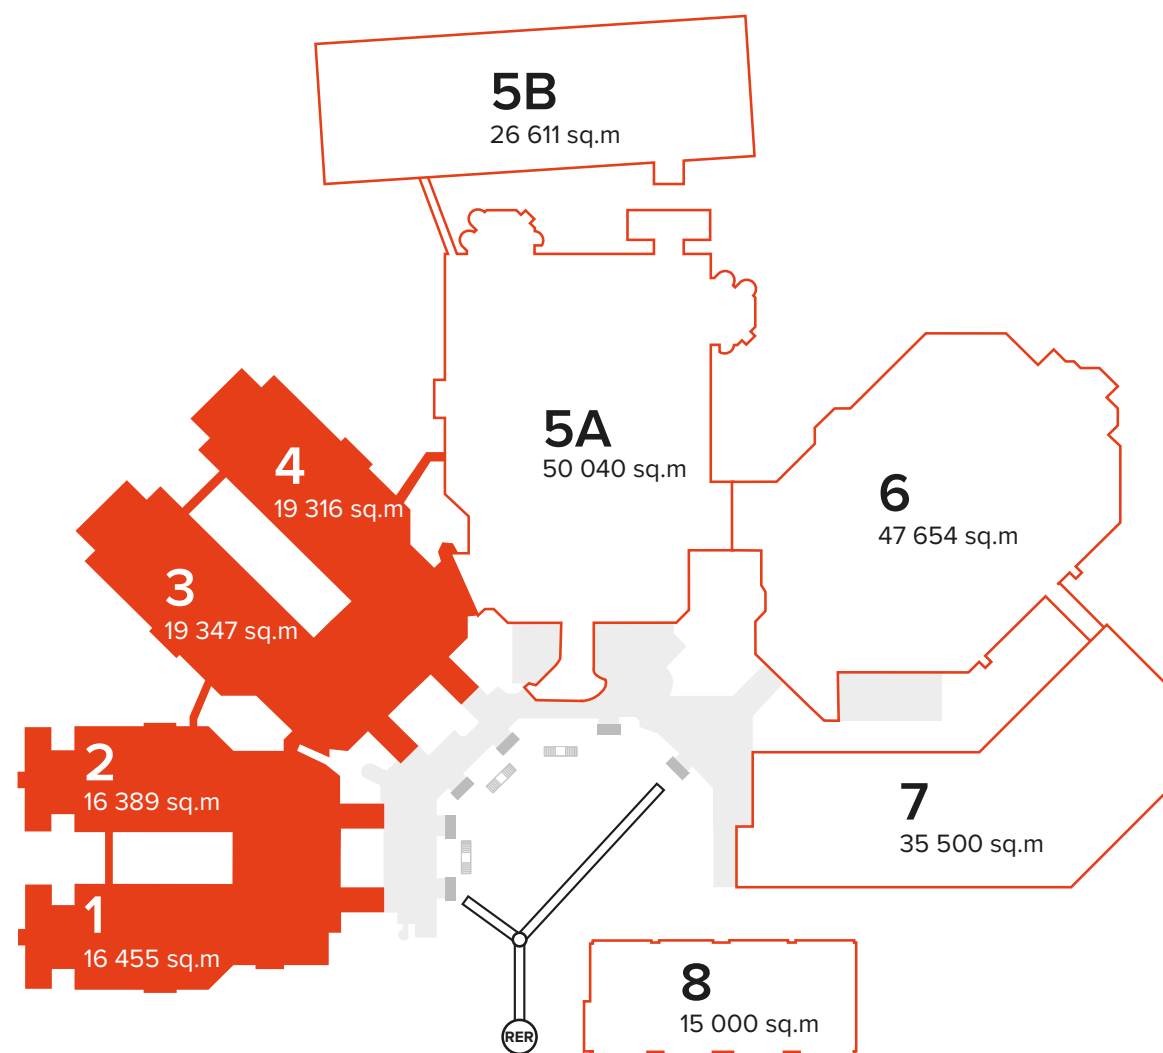 5B
26 611 sq.m
5A
50 040 sq.m
4
19 316 sq.m
6
47 654 sq.m
3
19 347 sq.m
2
16 389 sq.m
7
35 500 sq.m
1
16 455 sq.m
8
15 000 sq.m
RER